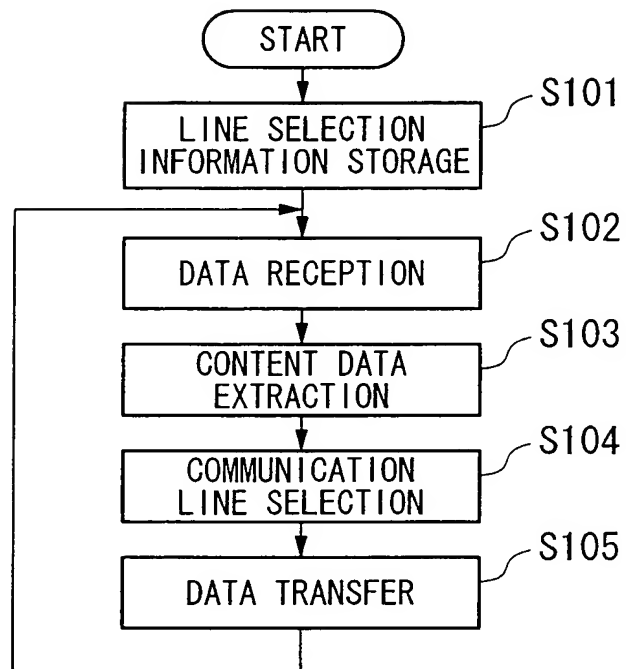 START
S101
LINE SELECTION
INFORMATION STORAGE
S102
DATA RECEPTION
S103
CONTENT DATA
EXTRACTION
S104
COMMUNICATION
LINE SELECTION
S105
DATA TRANSFER